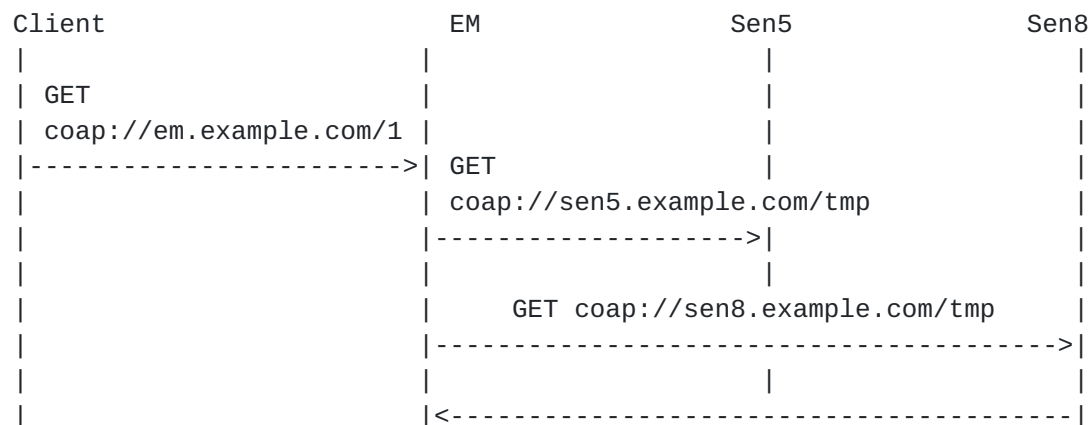 Client                      EM                Sen5               Sen8
|                          |                     |                   |
| GET                      |                     |                   |
| coap://em.example.com/1 |                     |                   |
|------------------------>| GET                 |                   |
|                          | coap://sen5.example.com/tmp             |
|                          |-------------------->|                   |
|                          |                     |                   |
|                          |     GET coap://sen8.example.com/tmp     |
|                          |---------------------------------------->|
|                          |                     |                   |
|                          |<----------------------------------------|